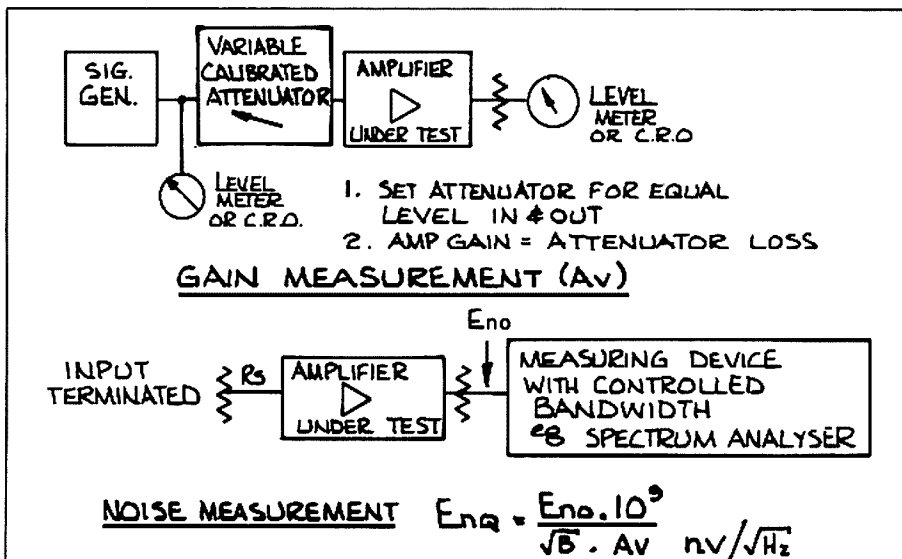 SIG.
GEN.
VARIABLE
CALIBRATED
ATTENUATOR
AMPLIFIER
UNDER TEST
LEVEL
METER
OR C.R.O
LEVEL
METER
OR C.R.O.
1. SET ATTENUATOR FOR EQUAL
LEVEL IN & OUT
2. AMP GAIN = ATTENUATOR LOSS
GAIN MEASUREMENT (Av)
Eno
INPUT
TERMINATED
Rs
AMPLIFIER
UNDER TEST
MEASURING DEVICE
WITH CONTROLLED
BANDWIDTH
eg SPECTRUM ANALYSER
NOISE MEASUREMENT
EnQ = Eno.10⁹
√B . Av nV/√Hz